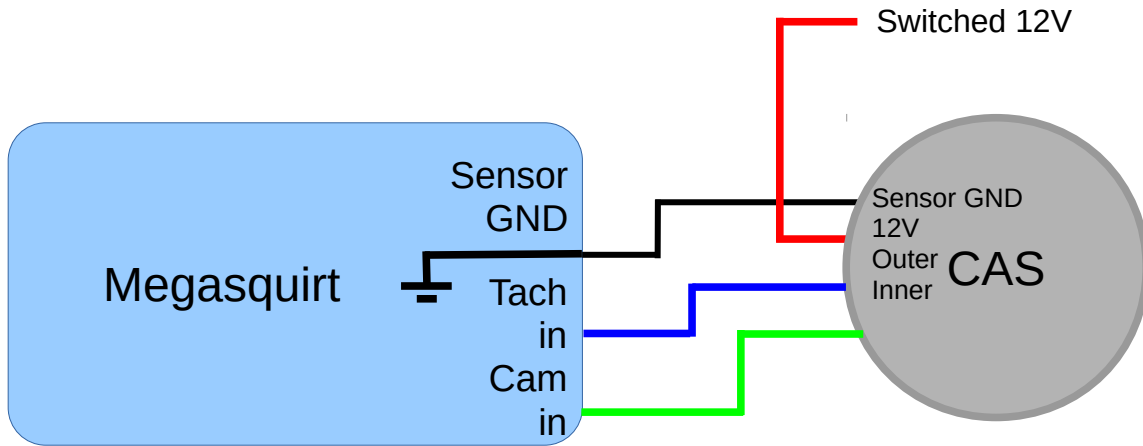 Switched 12V
Sensor
GND
Megasquirt
Tach
in
Cam
in
Sensor GND
12V
Outer
Inner
CAS